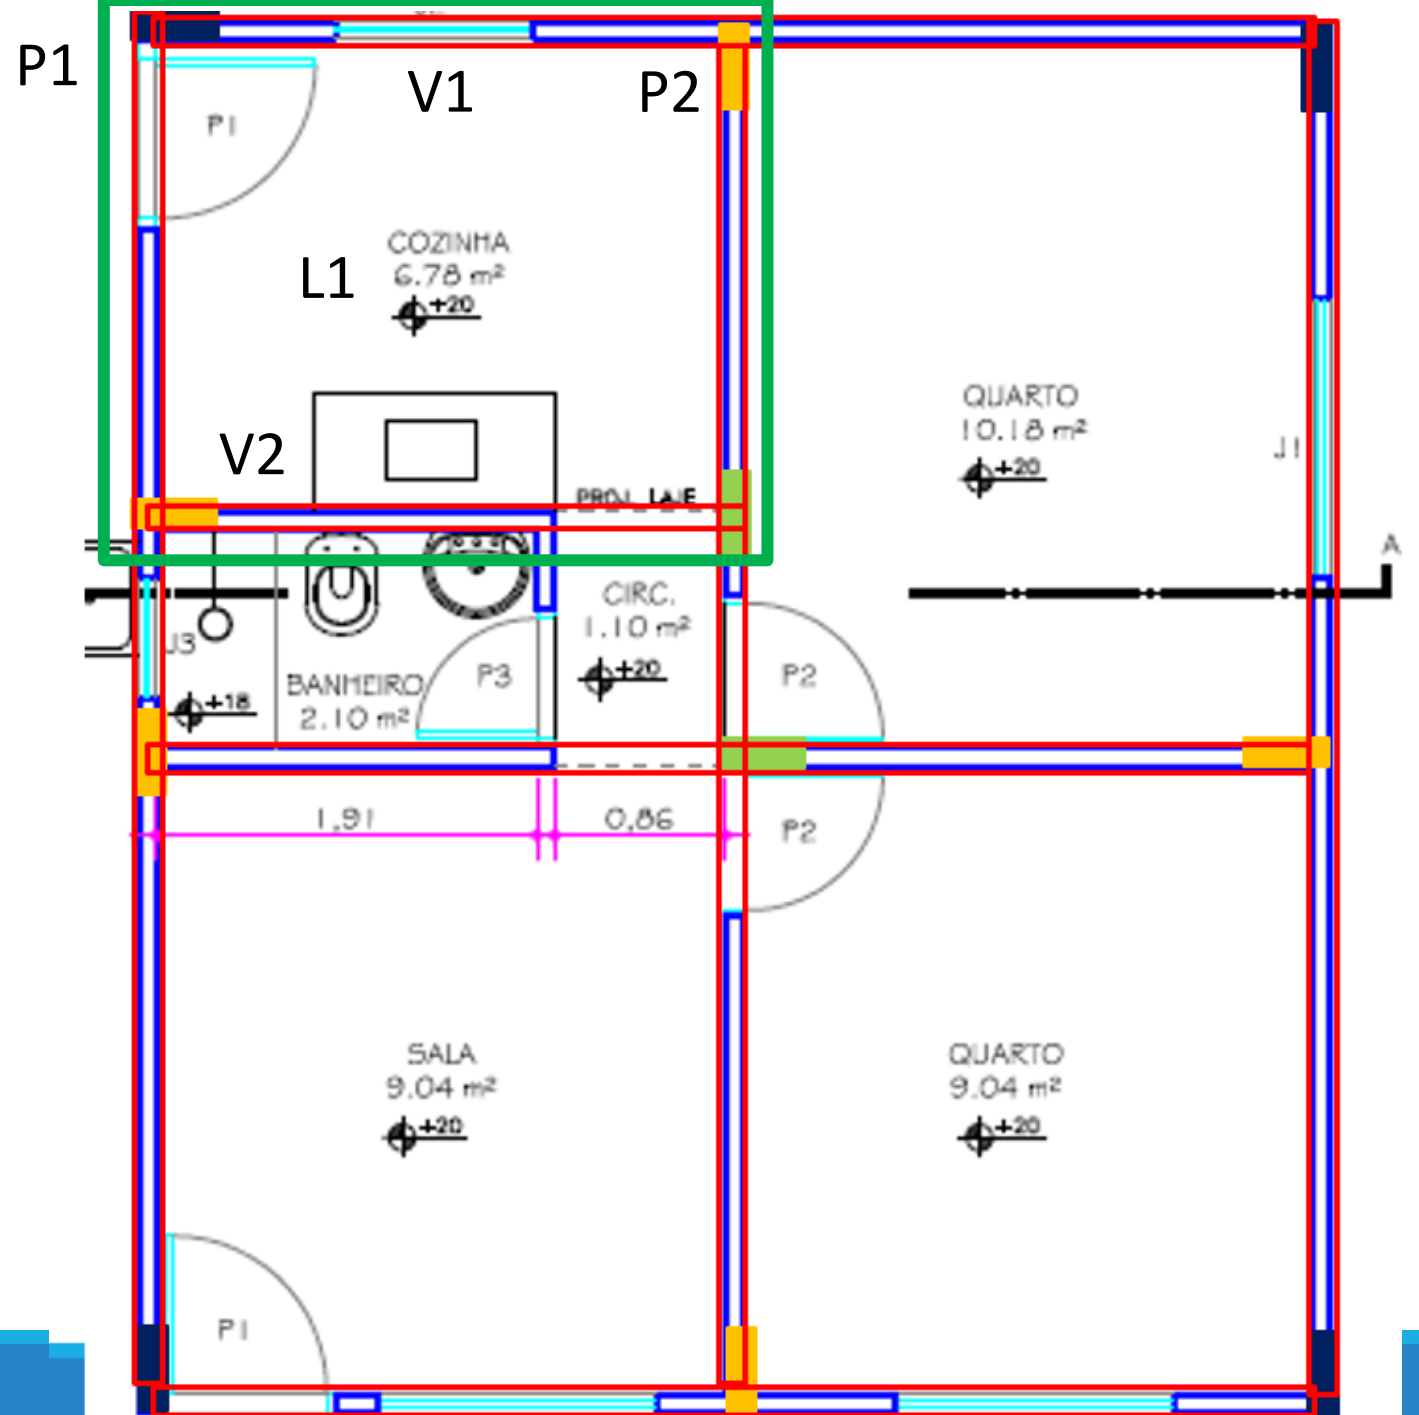 P1
V1
P2
P1
L1
COZINHA
6.78 m²
+20
QUARTO
10.18 m²
+20
J1
V2
PROJ. LAJE
A
CIRC.
1.10 m²
+20
J3
BANHEIRO
2.10 m²
+18
P3
P2
1,91
0,86
P2
SALA
9.04 m²
+20
QUARTO
9.04 m²
+20
P1